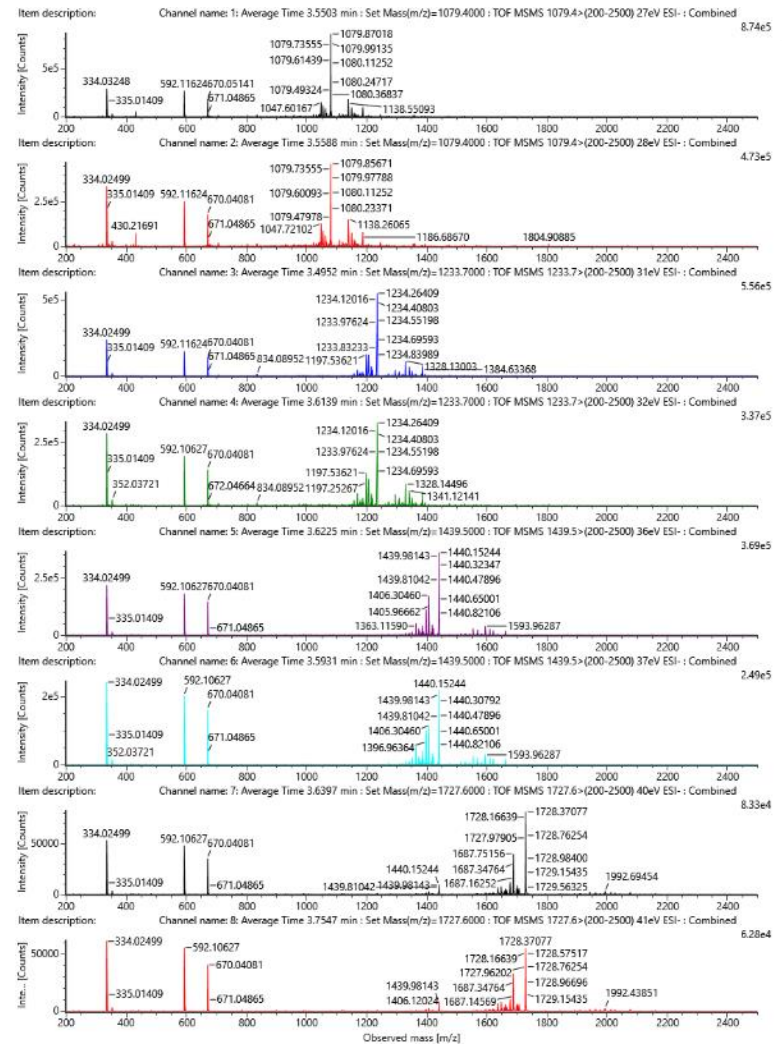 Item description: Channel name: 1: Average Time 3.5503 min : Set Mass(m/z)=1079.4000 : TOF MSMS 1079.4>(200-2500) 27eV ESI- : Combined
8.74e5
1079.87018
1079.73555 1079.99135
1079.61439 1080.11252
5e5
334.03248 592.11624 670.05141 1079.49324 1080.24717
1080.36837
335.01409 671.04865 1047.60167 1138.55093
Intensity [Counts]
0
200 400 600 800 1000 1200 1400 1600 1800 2000 2200 2400
Item description: Channel name: 2: Average Time 3.5588 min : Set Mass(m/z)=1079.4000 : TOF MSMS 1079.4>(200-2500) 28eV ESI- : Combined
4.73e5
1079.73555 1079.85671
334.02499 1079.97788
335.01409 592.11624 1079.60093 1080.11252
2.5e5
670.04081 1080.23371
430.21691 671.04865 1079.47978 1138.26065
1047.72102 1186.68670 1804.90885
Intensity [Counts]
0
200 400 600 800 1000 1200 1400 1600 1800 2000 2200 2400
Item description: Channel name: 3: Average Time 3.4952 min : Set Mass(m/z)=1233.7000 : TOF MSMS 1233.7>(200-2500) 31eV ESI- : Combined
5.56e5
5e5
1234.12016 1234.26409
1234.40803
334.02499 1233.97624 1234.55198
592.11624 670.04081 1233.83233 1234.69593
335.01409 1234.83989
671.04865 834.08952 1197.53621 1328.13003 1384.63368
Intensity [Counts]
0
200 400 600 800 1000 1200 1400 1600 1800 2000 2200 2400
Item description: Channel name: 4: Average Time 3.6139 min : Set Mass(m/z)=1233.7000 : TOF MSMS 1233.7>(200-2500) 32eV ESI- : Combined
3.37e5
334.02499 1234.12016 1234.26409
2.5e5
1234.40803
592.10627 1233.97624 1234.55198
335.01409 670.04081 1197.53621 1234.69593
352.03721 672.04664 834.08952 1197.25267 1328.14496
1341.12141
Intensity [Counts]
0
200 400 600 800 1000 1200 1400 1600 1800 2000 2200 2400
Item description: Channel name: 5: Average Time 3.6225 min : Set Mass(m/z)=1439.5000 : TOF MSMS 1439.5>(200-2500) 36eV ESI- : Combined
3.69e5
1439.98143 1440.15244
1440.32347
2.5e5
334.02499 592.10627 670.04081 1439.81042 1440.47896
1406.30460 1440.65001
335.01409 671.04865 1405.96662 1440.82106
1363.11590 1593.96287
Intensity [Counts]
0
200 400 600 800 1000 1200 1400 1600 1800 2000 2200 2400
Item description: Channel name: 6: Average Time 3.5931 min : Set Mass(m/z)=1439.5000 : TOF MSMS 1439.5>(200-2500) 37eV ESI- : Combined
2.49e5
334.02499 592.10627 1440.15244
2e5
670.04081 1439.98143 1440.30792
1439.81042 1440.47896
335.01409 671.04865 1406.30460 1440.65001
352.03721 1396.96364 1440.82106 1593.96287
Intensity [Counts]
0
200 400 600 800 1000 1200 1400 1600 1800 2000 2200 2400
Item description: Channel name: 7: Average Time 3.6397 min : Set Mass(m/z)=1727.6000 : TOF MSMS 1727.6>(200-2500) 40eV ESI- : Combined
8.33e4
1728.16639 1728.37077
334.02499 592.10627 1727.97905 1728.76254
50000
670.04081 1687.75156 1728.98400
1440.15244 1687.34764 1729.15435
335.01409 671.04865 1439.81042 1439.98143 1687.16252 1729.56325 1992.69454
Intensity [Counts]
0
200 400 600 800 1000 1200 1400 1600 1800 2000 2200 2400
Item description: Channel name: 8: Average Time 3.7547 min : Set Mass(m/z)=1727.6000 : TOF MSMS 1727.6>(200-2500) 41eV ESI- : Combined
6.28e4
334.02499 592.10627 1728.37077
50000
1728.16639 1728.57517
670.04081 1727.96202 1728.76254
1439.98143 1687.34764 1728.96696
335.01409 671.04865 1406.12024 1687.14569 1729.15435 1992.43851
Inte... [Counts]
0
200 400 600 800 1000 1200 1400 1600 1800 2000 2200 2400
Observed mass [m/z]